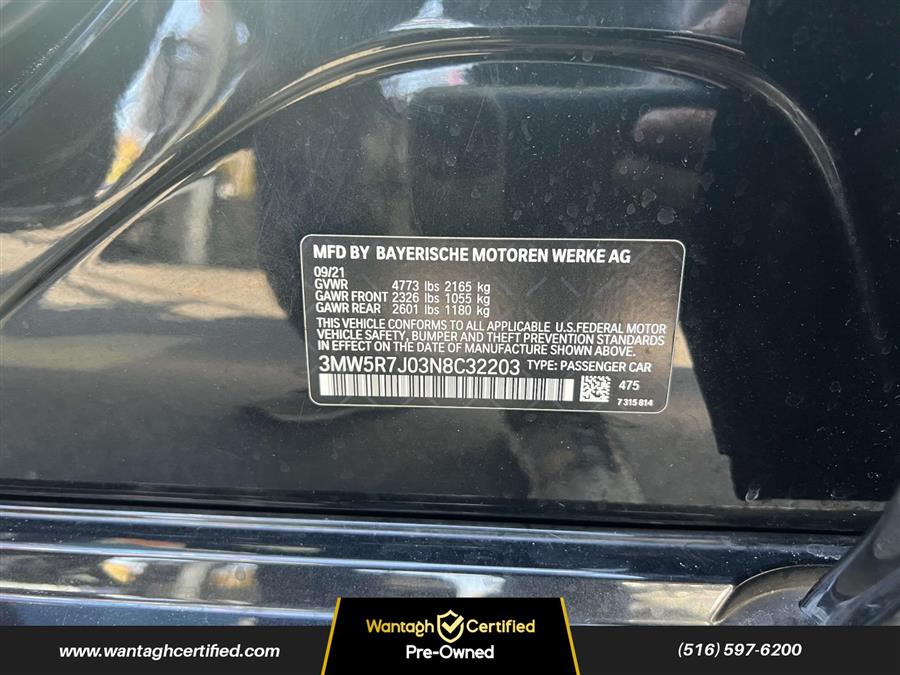 MFD BY BAYERISCHE MOTOREN WERKE AG
09/21
GVWR 4773 lbs 2165 kg
GAWR FRONT 2326 lbs 1055 kg
GAWR REAR 2601 lbs 1180 kg
THIS VEHICLE CONFORMS TO ALL APPLICABLE U.S.FEDERAL MOTOR
VEHICLE SAFETY, BUMPER AND THEFT PREVENTION STANDARDS
IN EFFECT ON THE DATE OF MANUFACTURE SHOWN ABOVE.
3MW5R7J03N8C32203 TYPE: PASSENGER CAR
475
7 315 814
www.wantaghcertified.com
Wantagh Certified
Pre-Owned
(516) 597-6200